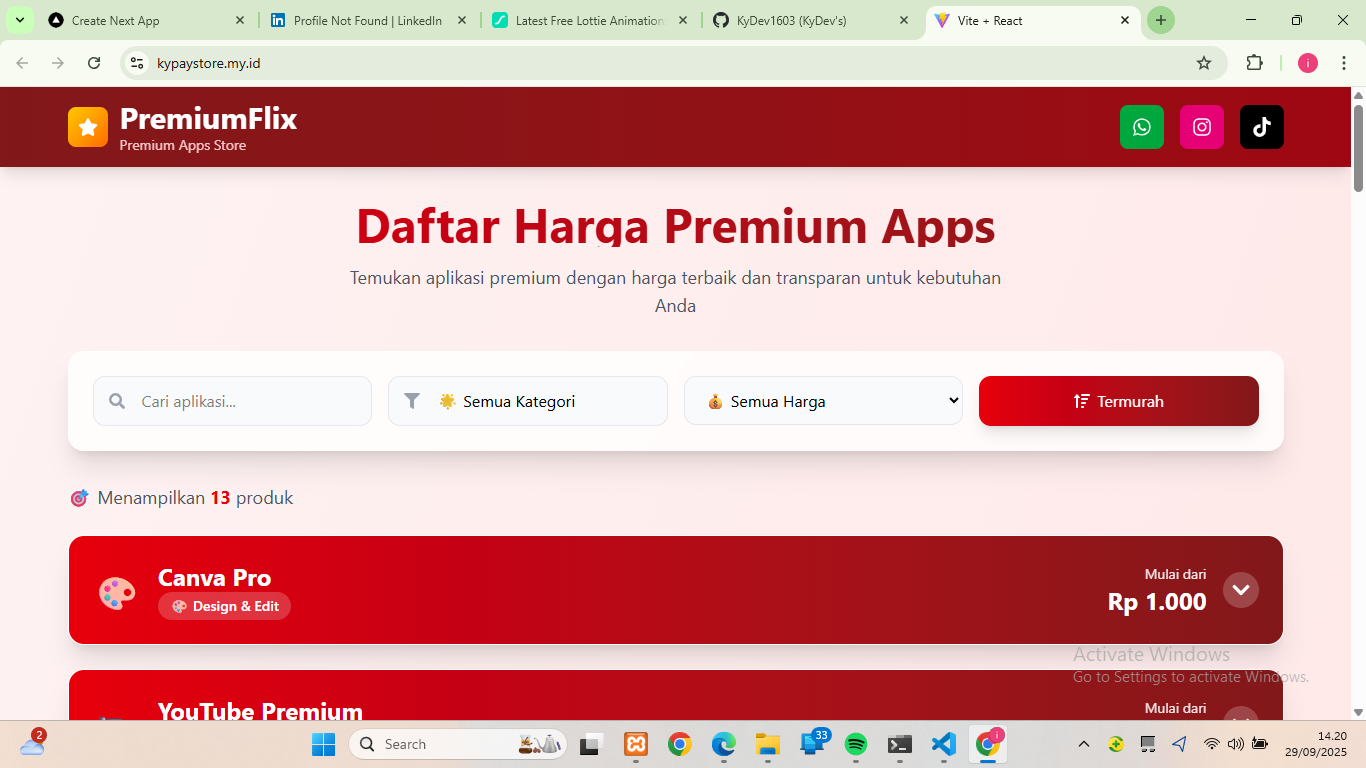 Create Next App
Profile Not Found | LinkedIn
Latest Free Lottie Animation
KyDev1603 (KyDev's)
Vite + React
kypaystore.my.id
i
PremiumFlix
Premium Apps Store
Daftar Harga Premium Apps
Temukan aplikasi premium dengan harga terbaik dan transparan untuk kebutuhan
Anda
Cari aplikasi...
Semua Kategori
Semua Harga
Termurah
Menampilkan 13 produk
Canva Pro
Design & Edit
Mulai dari
Rp 1.000
Activate Windows
Go to Settings to activate Windows.
YouTube Premium
Mulai dari
2
Search
33
i
14.20
29/09/2025